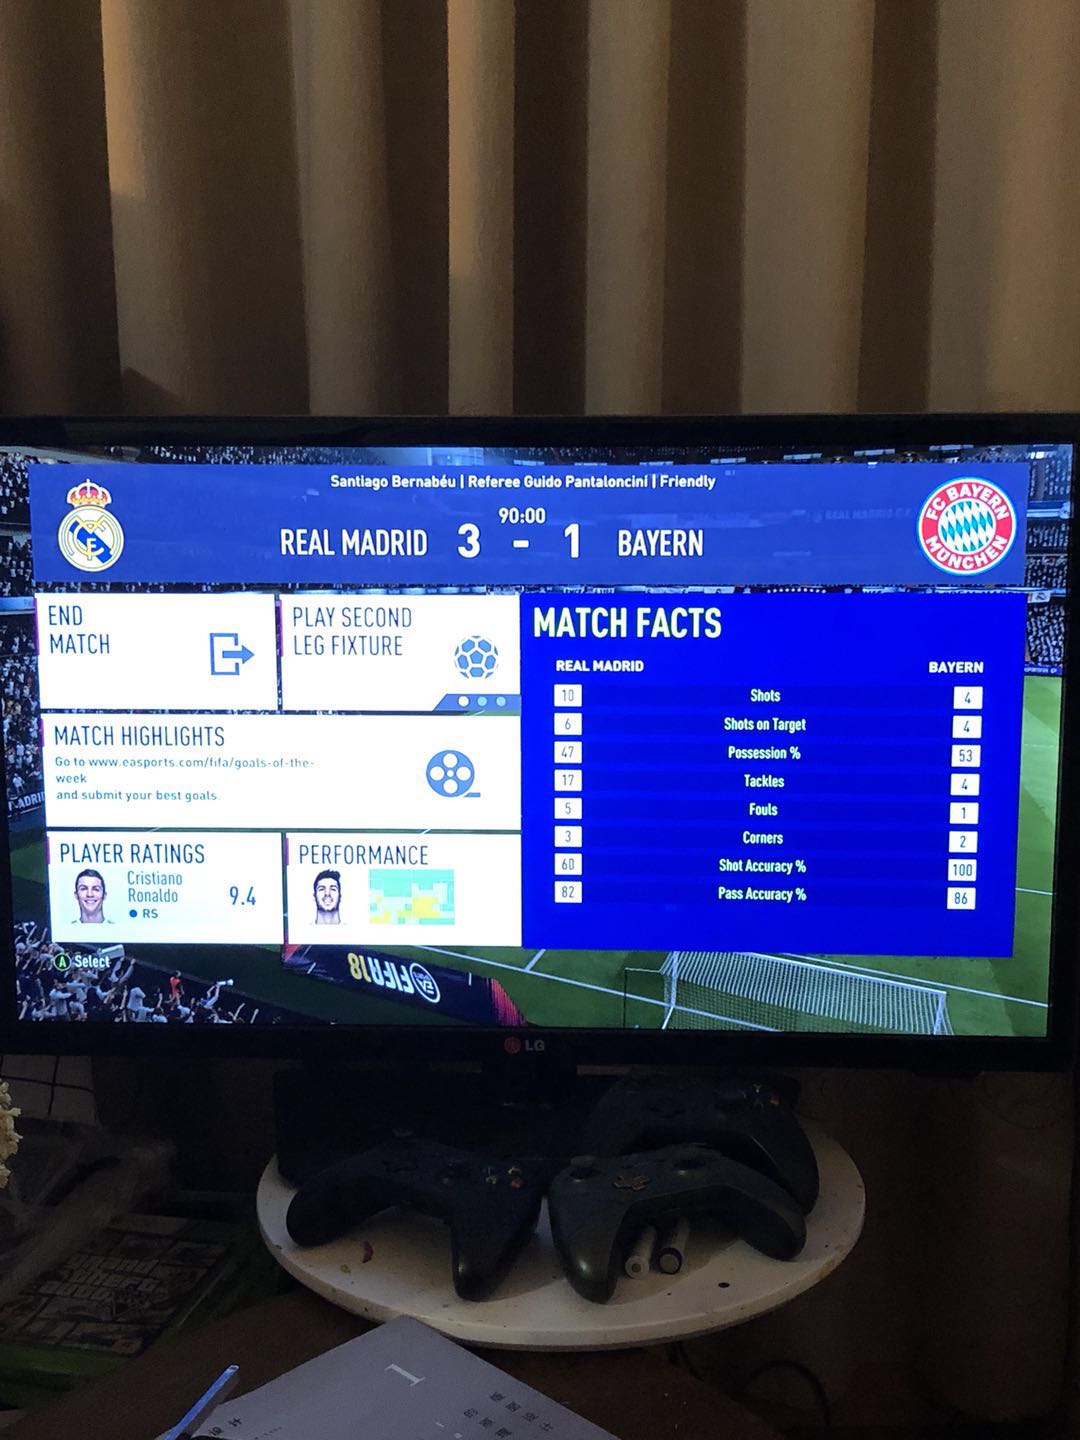 Santiago Bernabéu | Referee Guido Pantaloncini | Friendly
90:00
REAL MADRID 3 - 1 BAYERN
FC BAYERN
MÜNCHEN
END
MATCH
PLAY SECOND
LEG FIXTURE
MATCH HIGHLIGHTS
Go to www.easports.com/fifa/goals-of-the-
week
and submit your best goals.
PLAYER RATINGS
Cristiano
Ronaldo
RS
9.4
PERFORMANCE
A Select
MATCH FACTS
REAL MADRID BAYERN
10 Shots 4
6 Shots on Target 4
47 Possession % 53
17 Tackles 4
5 Fouls 1
3 Corners 2
60 Shot Accuracy % 100
82 Pass Accuracy % 86
EA SPORTS FIFA18
LG